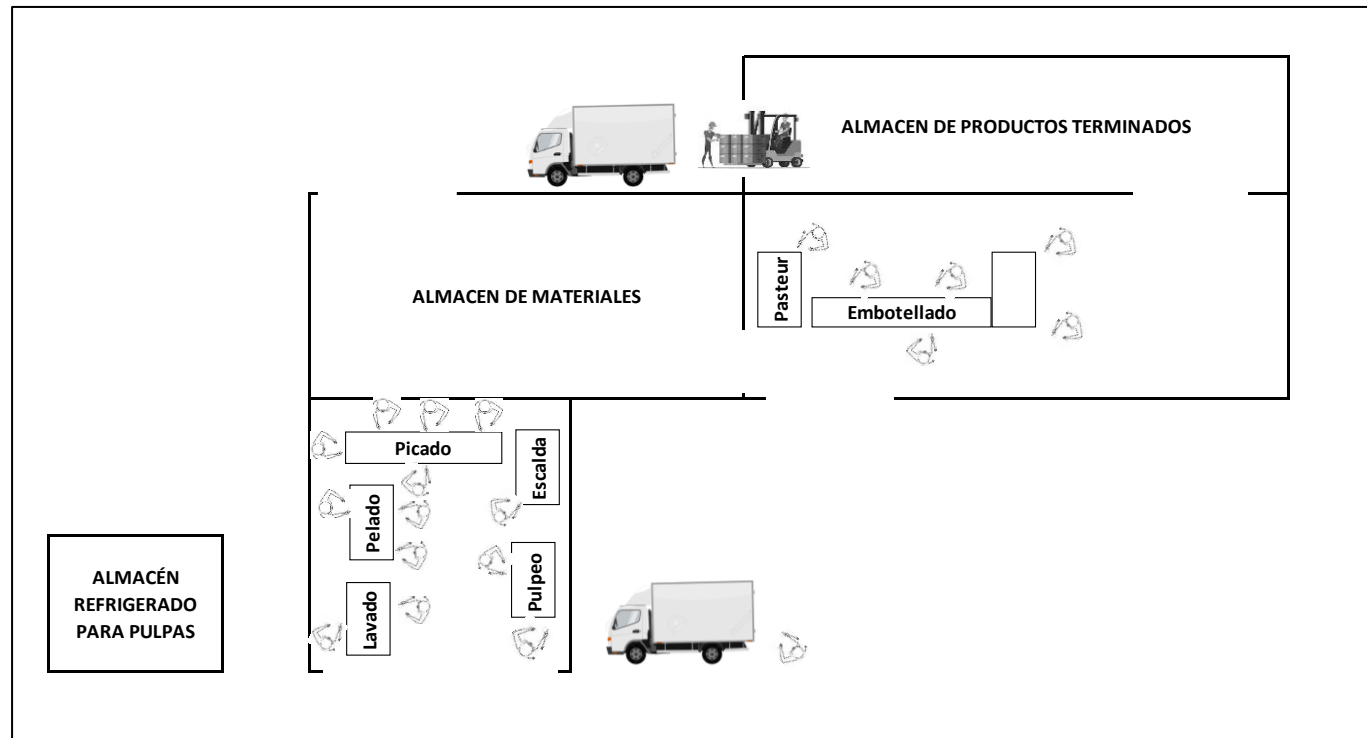 ALMACEN DE PRODUCTOS TERMINADOS
ALMACEN DE MATERIALES
Pasteur
Embotellado
Picado
Escalda
Pelado
Pulpeo
Lavado
ALMACÉN
REFRIGERADO
PARA PULPAS